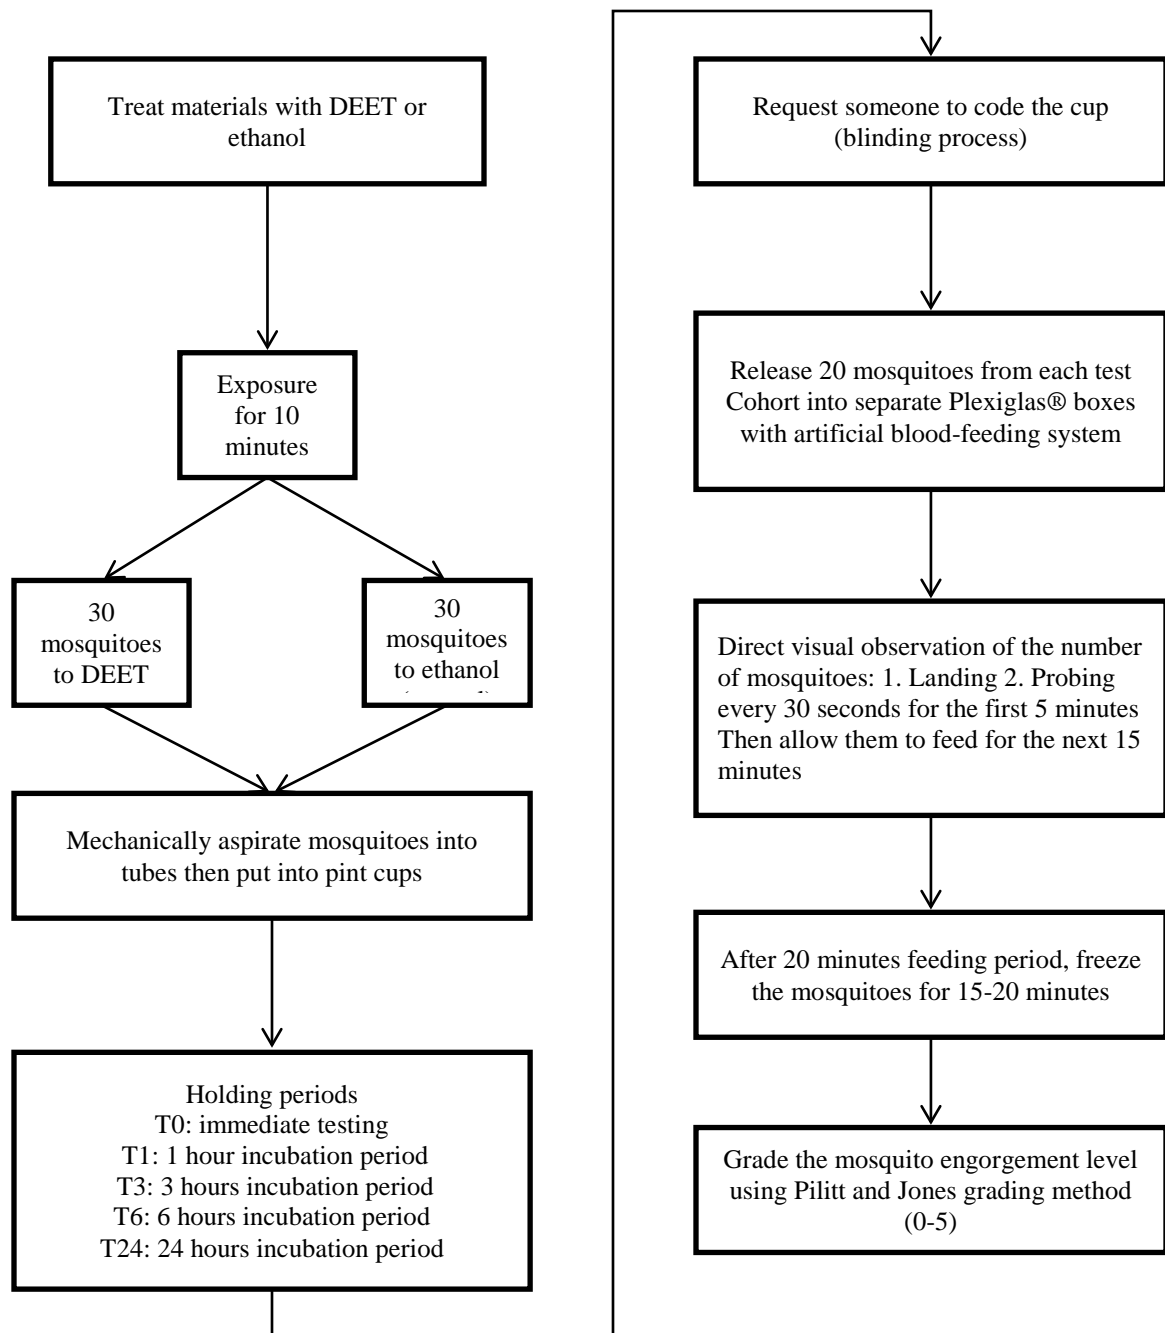 Treat materials with DEET or
ethanol
Exposure
for 10
minutes
30
mosquitoes
to DEET
30
mosquitoes
to ethanol
Mechanically aspirate mosquitoes into
tubes then put into pint cups
Holding periods
T0: immediate testing
T1: 1 hour incubation period
T3: 3 hours incubation period
T6: 6 hours incubation period
T24: 24 hours incubation period
Request someone to code the cup
(blinding process)
Release 20 mosquitoes from each test
Cohort into separate Plexiglas® boxes
with artificial blood-feeding system
Direct visual observation of the number
of mosquitoes: 1. Landing 2. Probing
every 30 seconds for the first 5 minutes
Then allow them to feed for the next 15
minutes
After 20 minutes feeding period, freeze
the mosquitoes for 15-20 minutes
Grade the mosquito engorgement level
using Pilitt and Jones grading method
(0-5)